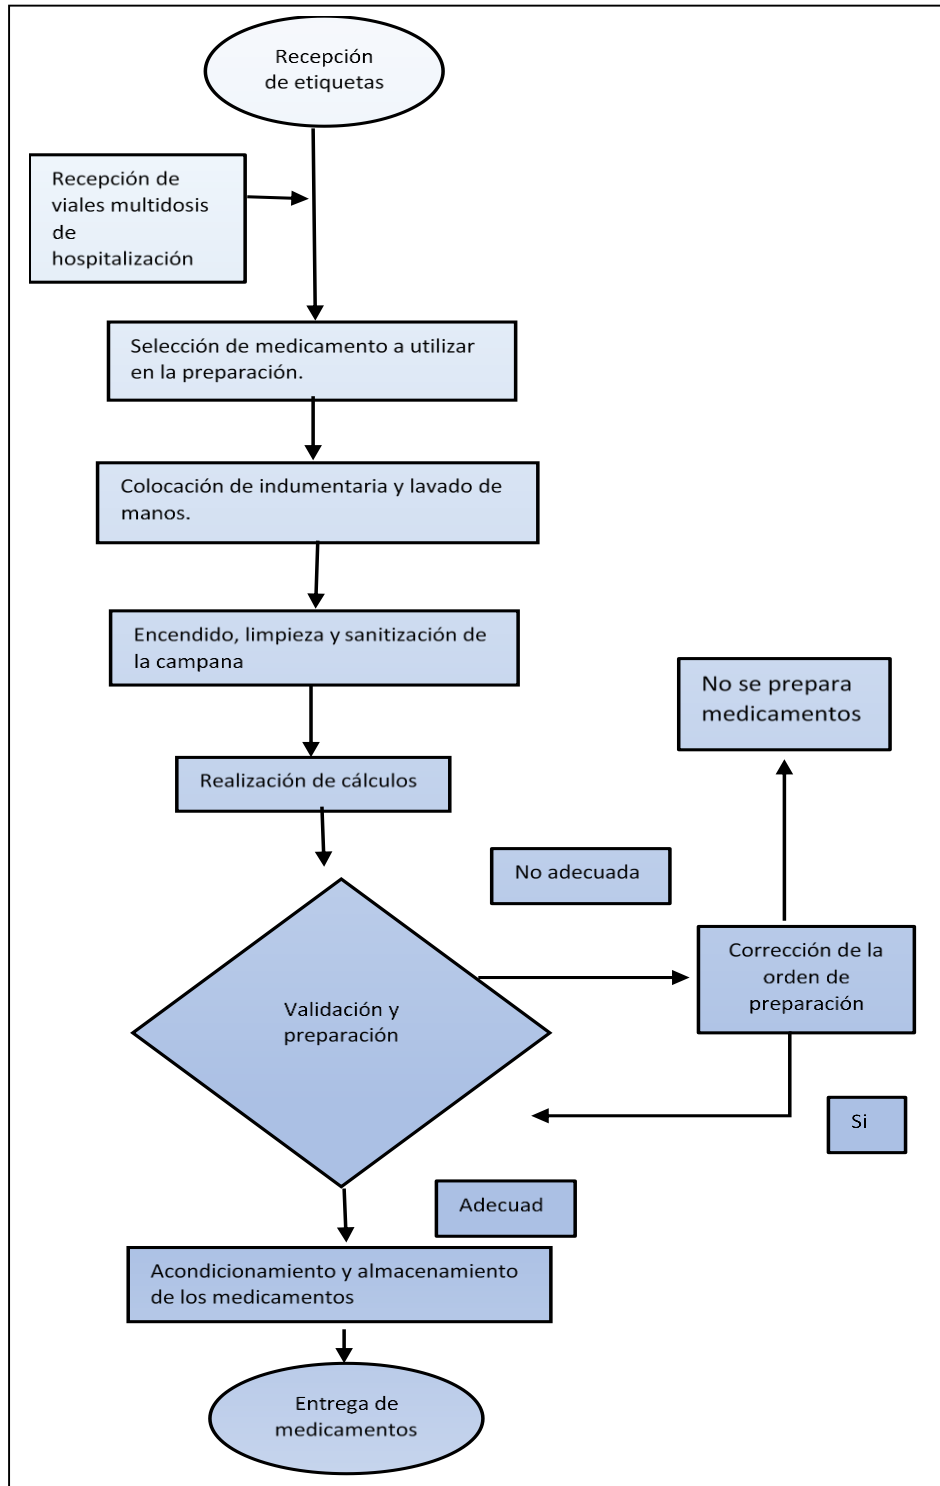 Recepción
de etiquetas
Recepción de
viales multidosis
de
hospitalización
Selección de medicamento a utilizar
en la preparación.
Colocación de indumentaria y lavado de
manos.
Encendido, limpieza y sanitización de
la campana
No se prepara
medicamentos
Realización de cálculos
No adecuada
Corrección de la
orden de
preparación
Validación y
preparación
Si
Adecuad
Acondicionamiento y almacenamiento
de los medicamentos
Entrega de
medicamentos